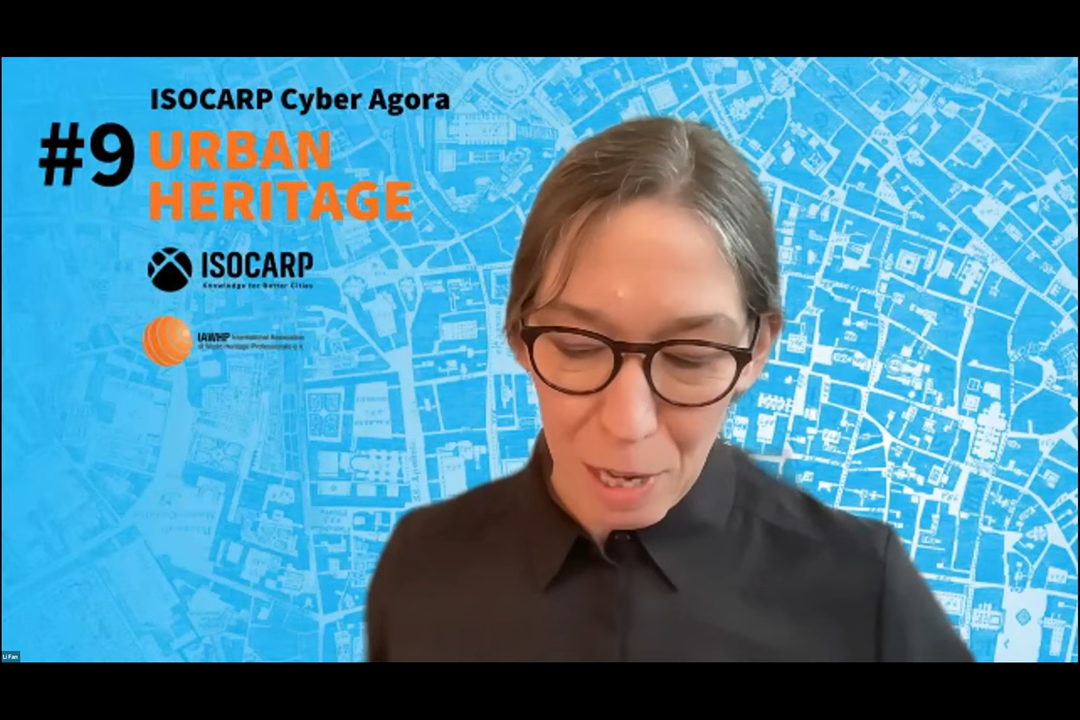 ISOCARP Cyber Agora
#9 URBAN
HERITAGE
ISOCARP
Knowledge for Better Cities
IAWHP International Association
of World Heritage Professionals e.V.
Li Fan